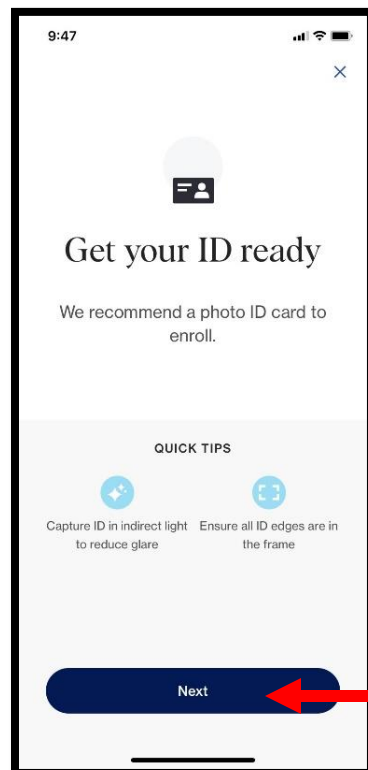 9:47
Get your ID ready
We recommend a photo ID card to
enroll.
QUICK TIPS
Capture ID in indirect light
to reduce glare
Ensure all ID edges are in
the frame
Next